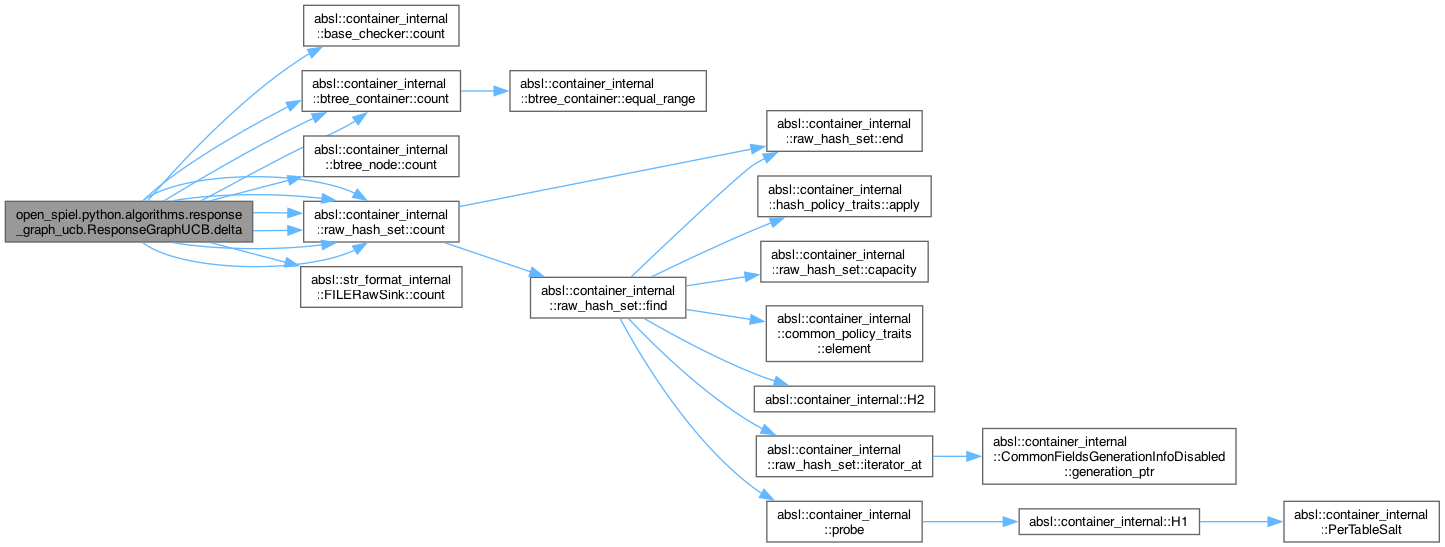 absl::container_internal
::base_checker::count
absl::container_internal
::btree_container::count
absl::container_internal
::btree_container::equal_range
absl::container_internal
::btree_node::count
open_spiel.python.algorithms.response
_graph_ucb.ResponseGraphUCB.delta
absl::container_internal
::raw_hash_set::count
absl::str_format_internal
::FILERawSink::count
absl::container_internal
::raw_hash_set::find
absl::container_internal
::raw_hash_set::end
absl::container_internal
::hash_policy_traits::apply
absl::container_internal
::raw_hash_set::capacity
absl::container_internal
::common_policy_traits
::element
absl::container_internal::H2
absl::container_internal
::raw_hash_set::iterator_at
absl::container_internal
::CommonFieldsGenerationInfoDisabled
::generation_ptr
absl::container_internal
::probe
absl::container_internal::H1
absl::container_internal
::PerTableSalt